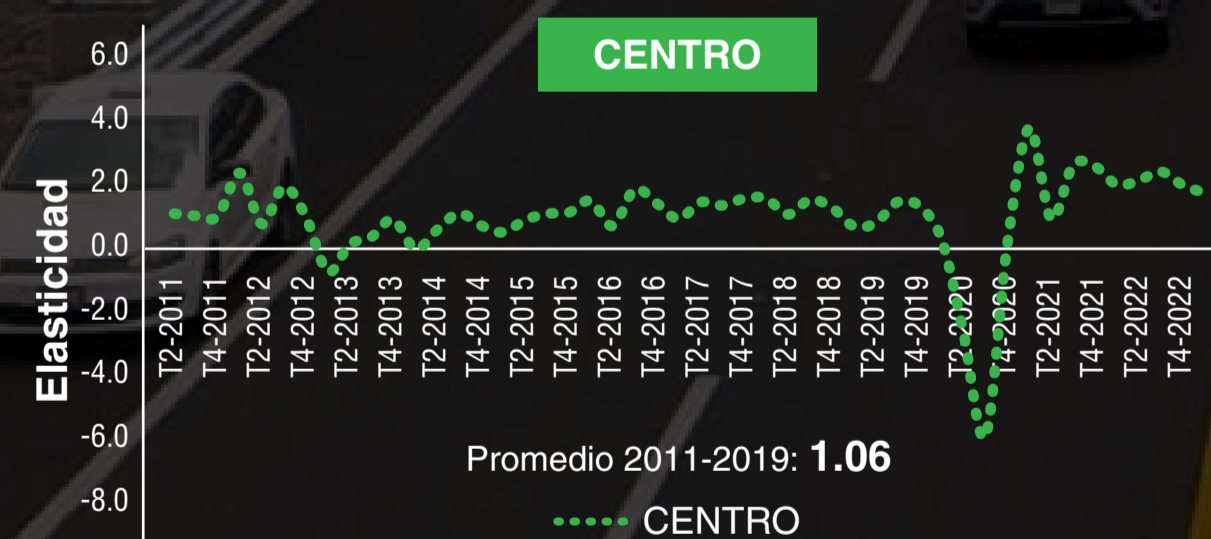 CENTRO
Elasticidad
6.0
4.0
2.0
0.0
-2.0
-4.0
-6.0
-8.0
T2-2011
T4-2011
T2-2012
T4-2012
T2-2013
T4-2013
T2-2014
T4-2014
T2-2015
T4-2015
T2-2016
T4-2016
T2-2017
T4-2017
T2-2018
T4-2018
T2-2019
T4-2019
T2-2020
T4-2020
T2-2021
T4-2021
T2-2022
T4-2022
Promedio 2011-2019: 1.06
CENTRO